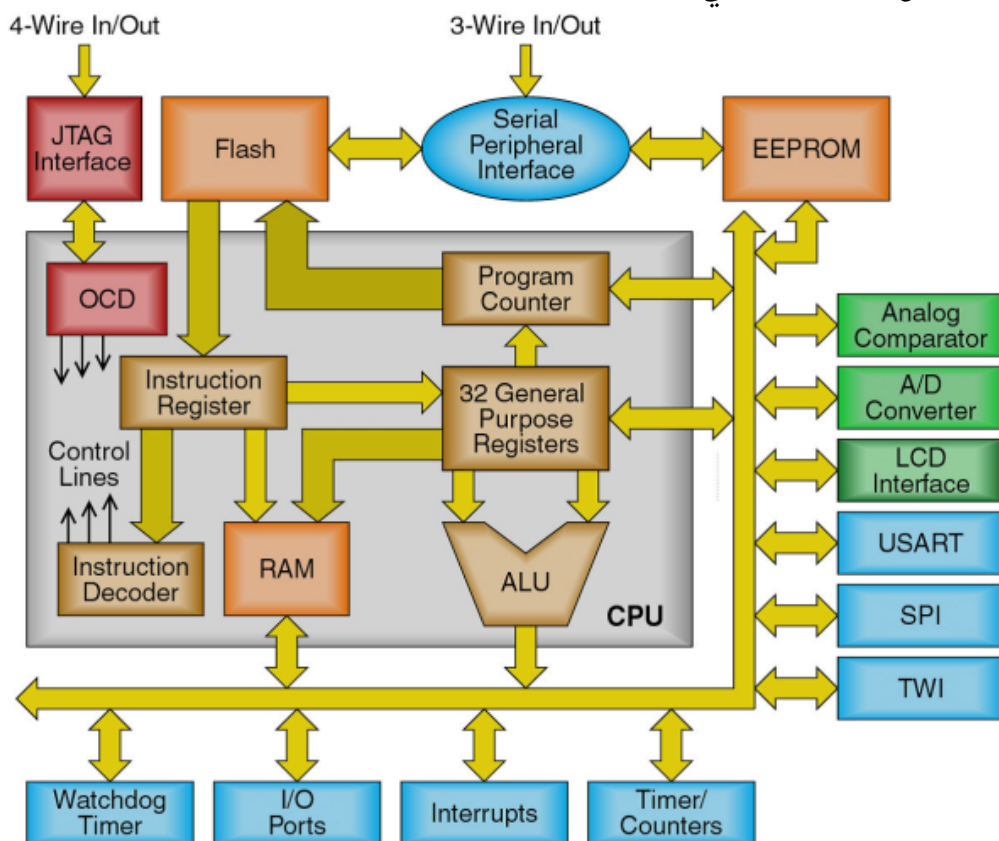 4-Wire In/Out
3-Wire In/Out
JTAG
Interface
Flash
Serial
Peripheral
Interface
EEPROM
OCD
Program
Counter
Analog
Comparator
Instruction
Register
32 General
Purpose
Registers
A/D
Converter
Control
Lines
LCD
Interface
Instruction
Decoder
RAM
ALU
CPU
USART
SPI
TWI
Watchdog
Timer
I/O
Ports
Interrupts
Timer/
Counters